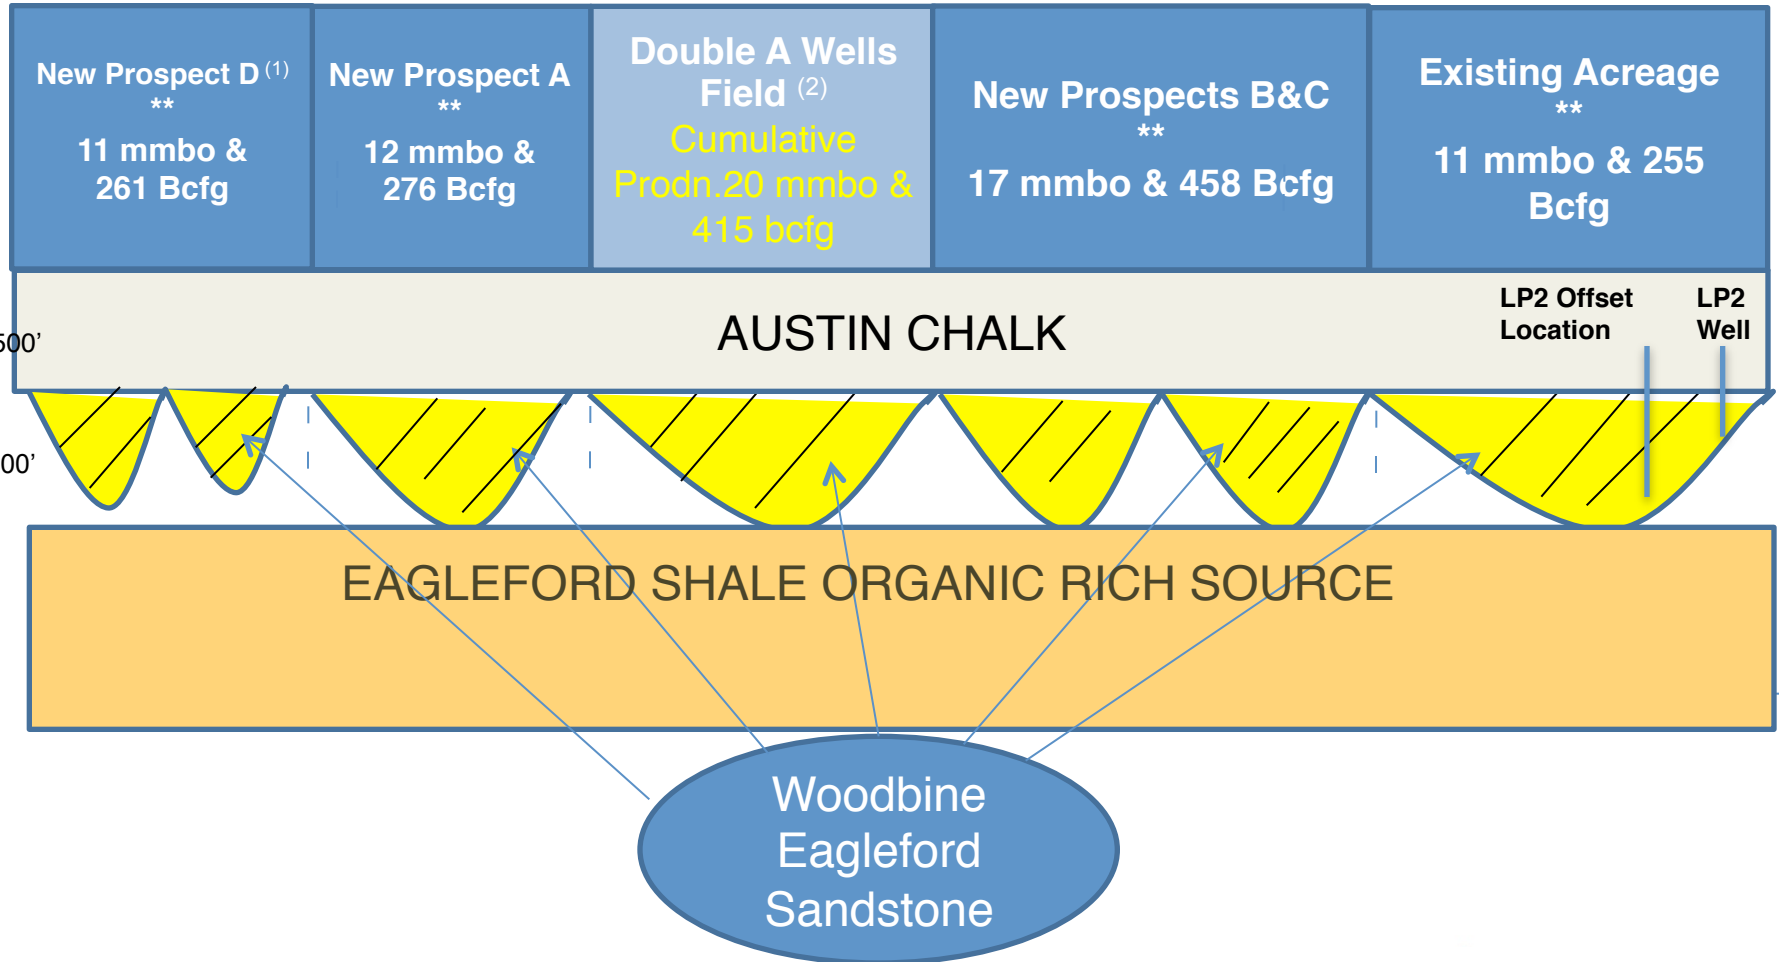 New Prospect D (1)
**
11 mmbo &
261 Bcfg
New Prospect A
**
12 mmbo &
276 Bcfg
Double A Wells
Field (2)
Cumulative
Prodn.20 mmbo &
415 bcfg
New Prospects B&C
**
17 mmbo & 458 Bcfg
Existing Acreage
**
11 mmbo & 255
Bcfg
AUSTIN CHALK
LP2 Offset
Location
LP2
Well
500’
00’
EAGLEFORD SHALE ORGANIC RICH SOURCE
Woodbine
Eagleford
Sandstone